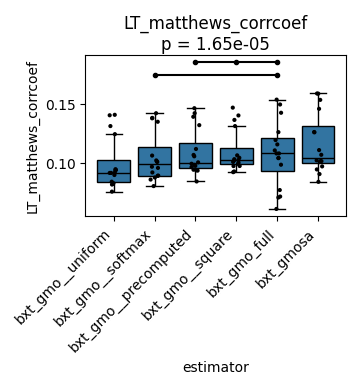 LT_matthews_corrcoef
p = 1.65e-05
LT_matthews_corrcoef
0.15
0.10
bxt_gmo__uniform
bxt_gmo__softmax
bxt_gmo__precomputed
bxt_gmo__square
bxt_gmo_full
bxt_gmosa
estimator